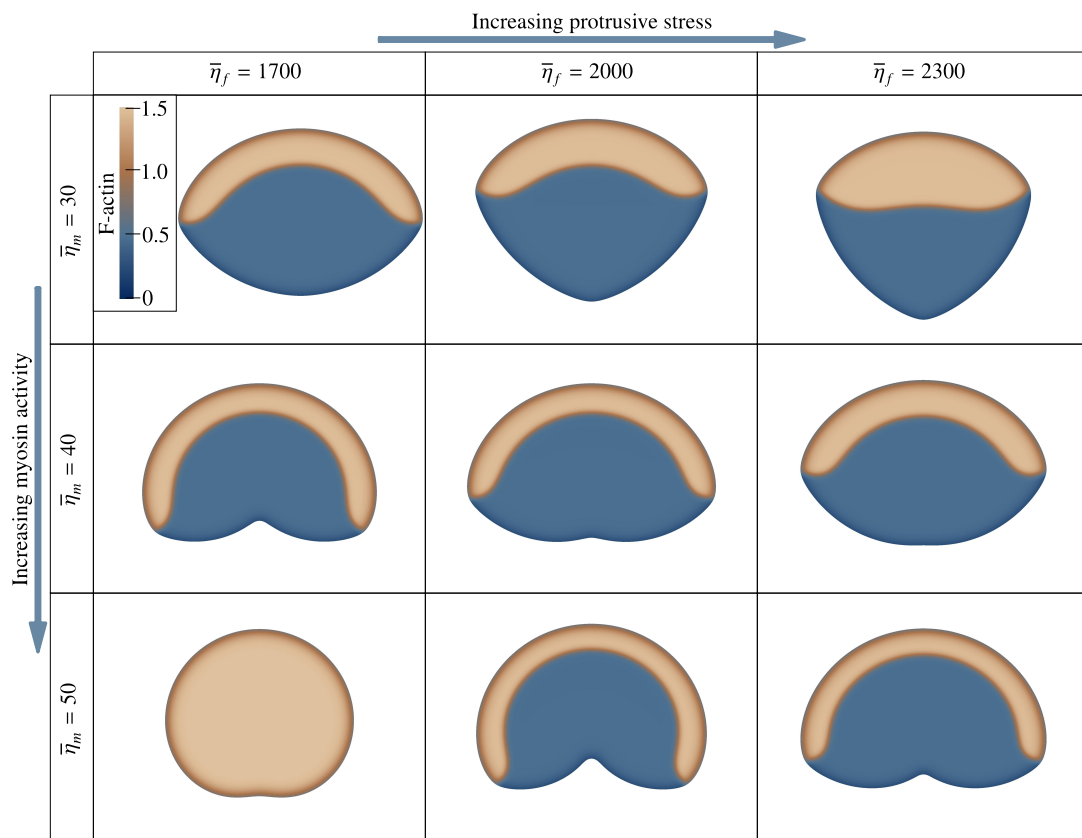 Increasing protrusive stress
η̅_f = 1700
η̅_f = 2000
η̅_f = 2300
Increasing myosin activity
η̅_m = 30
F-actin
1.5
1.0
0.5
0
η̅_m = 40
η̅_m = 50